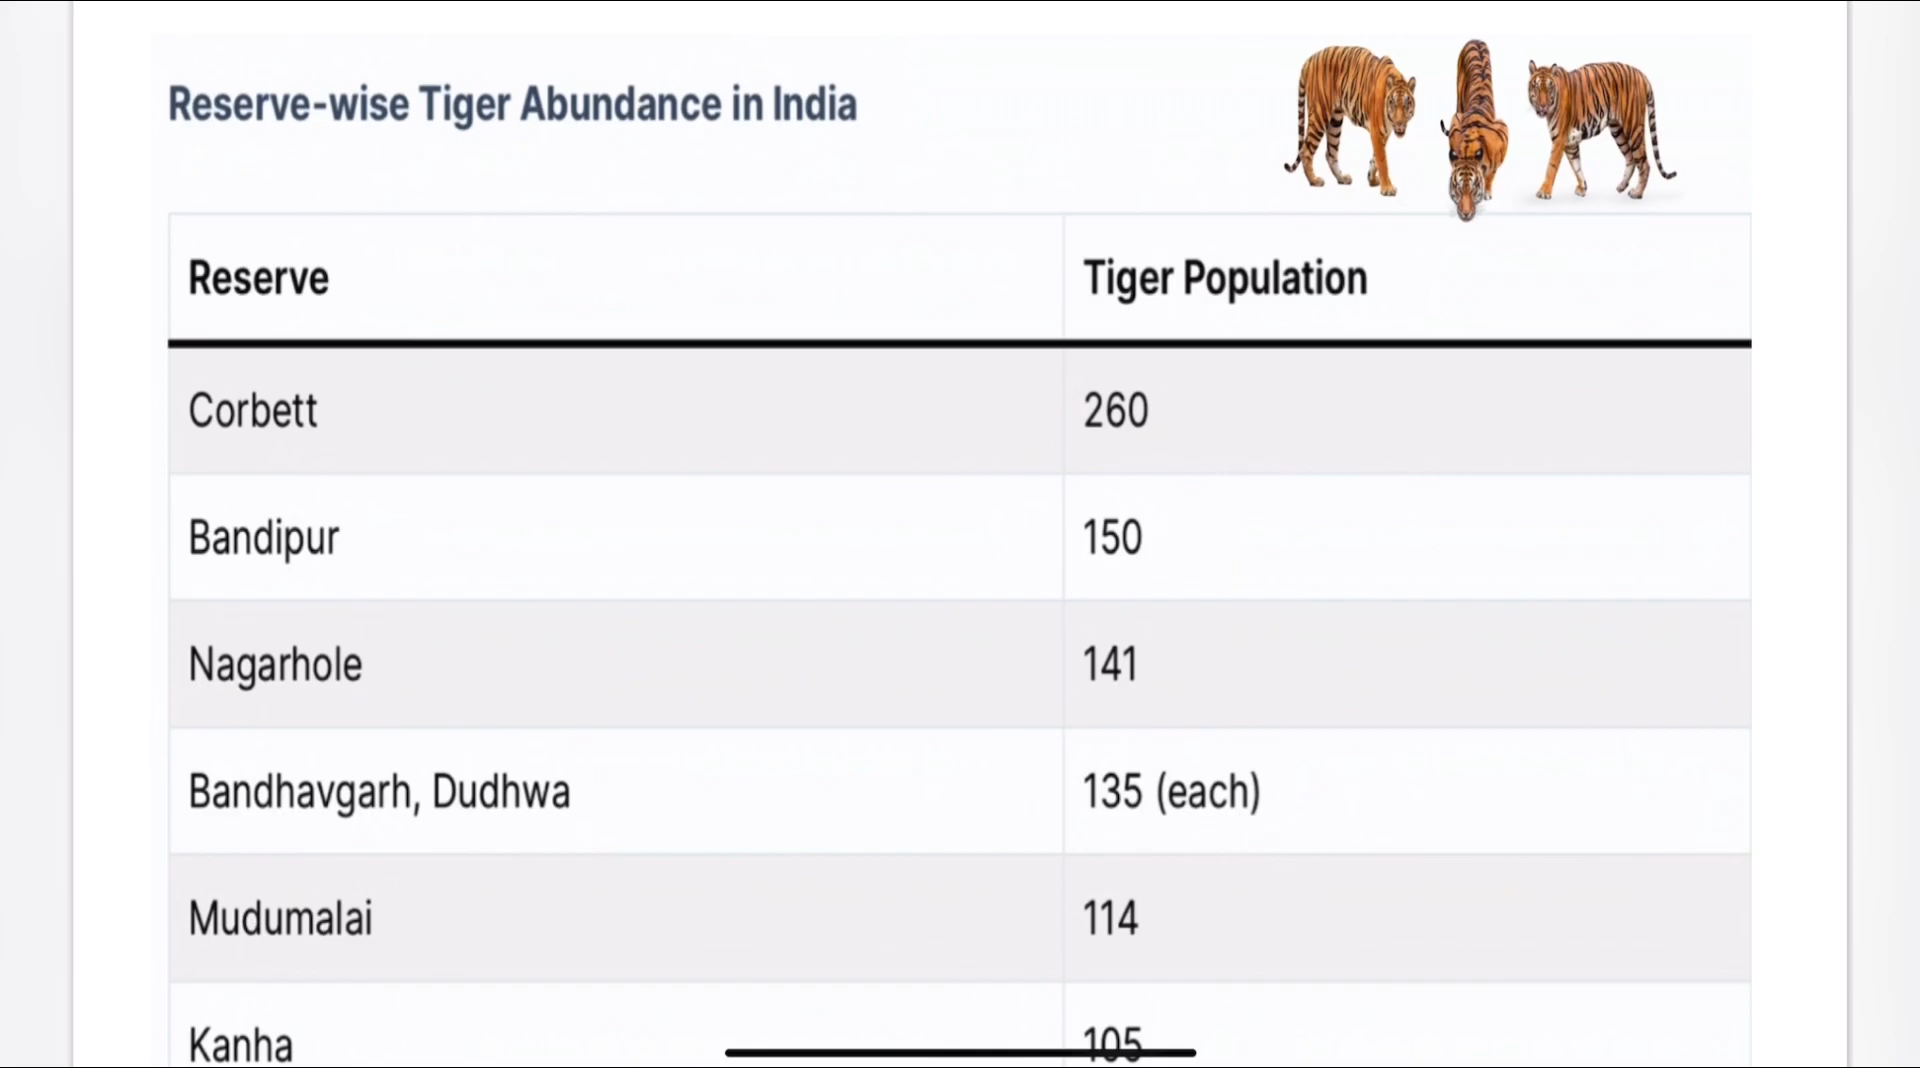 Reserve-wise Tiger Abundance in India
Reserve Tiger Population
Corbett 260
Bandipur 150
Nagarhole 141
Bandhavgarh, Dudhwa 135 (each)
Mudumalai 114
Kanha 105